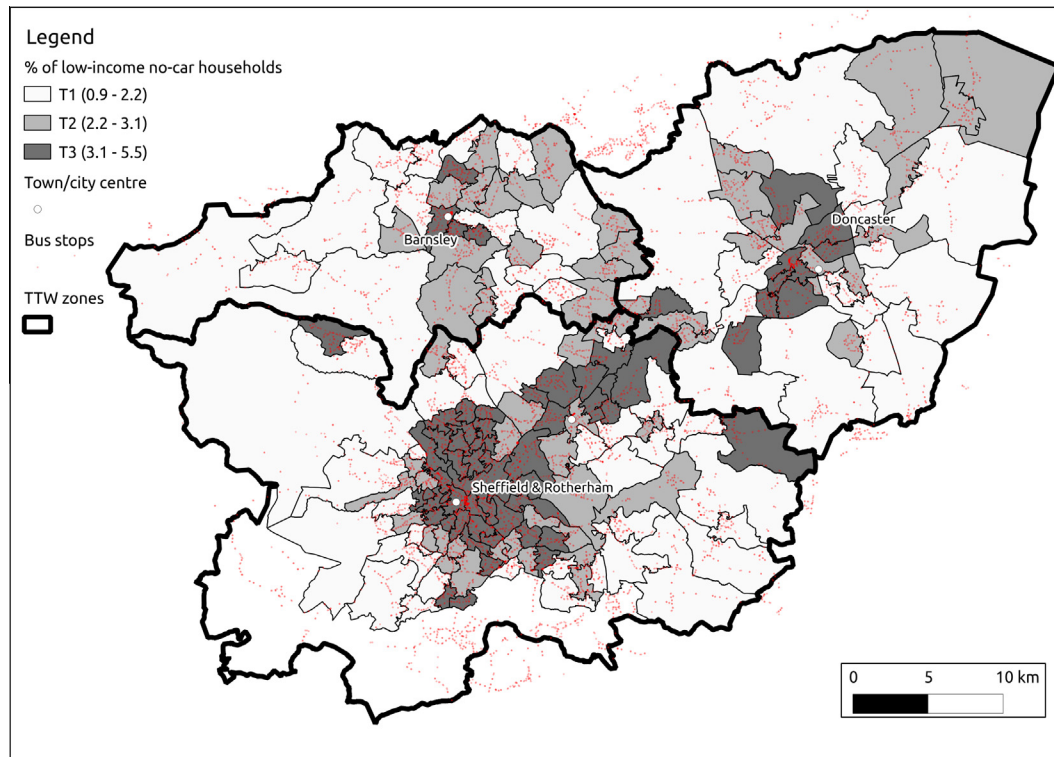 Legend
% of low-income no-car households
T1 (0.9 - 2.2)
T2 (2.2 - 3.1)
T3 (3.1 - 5.5)
Town/city centre
Bus stops
TTW zones
Barnsley
Doncaster
Sheffield & Rotherham
0 5 10 km